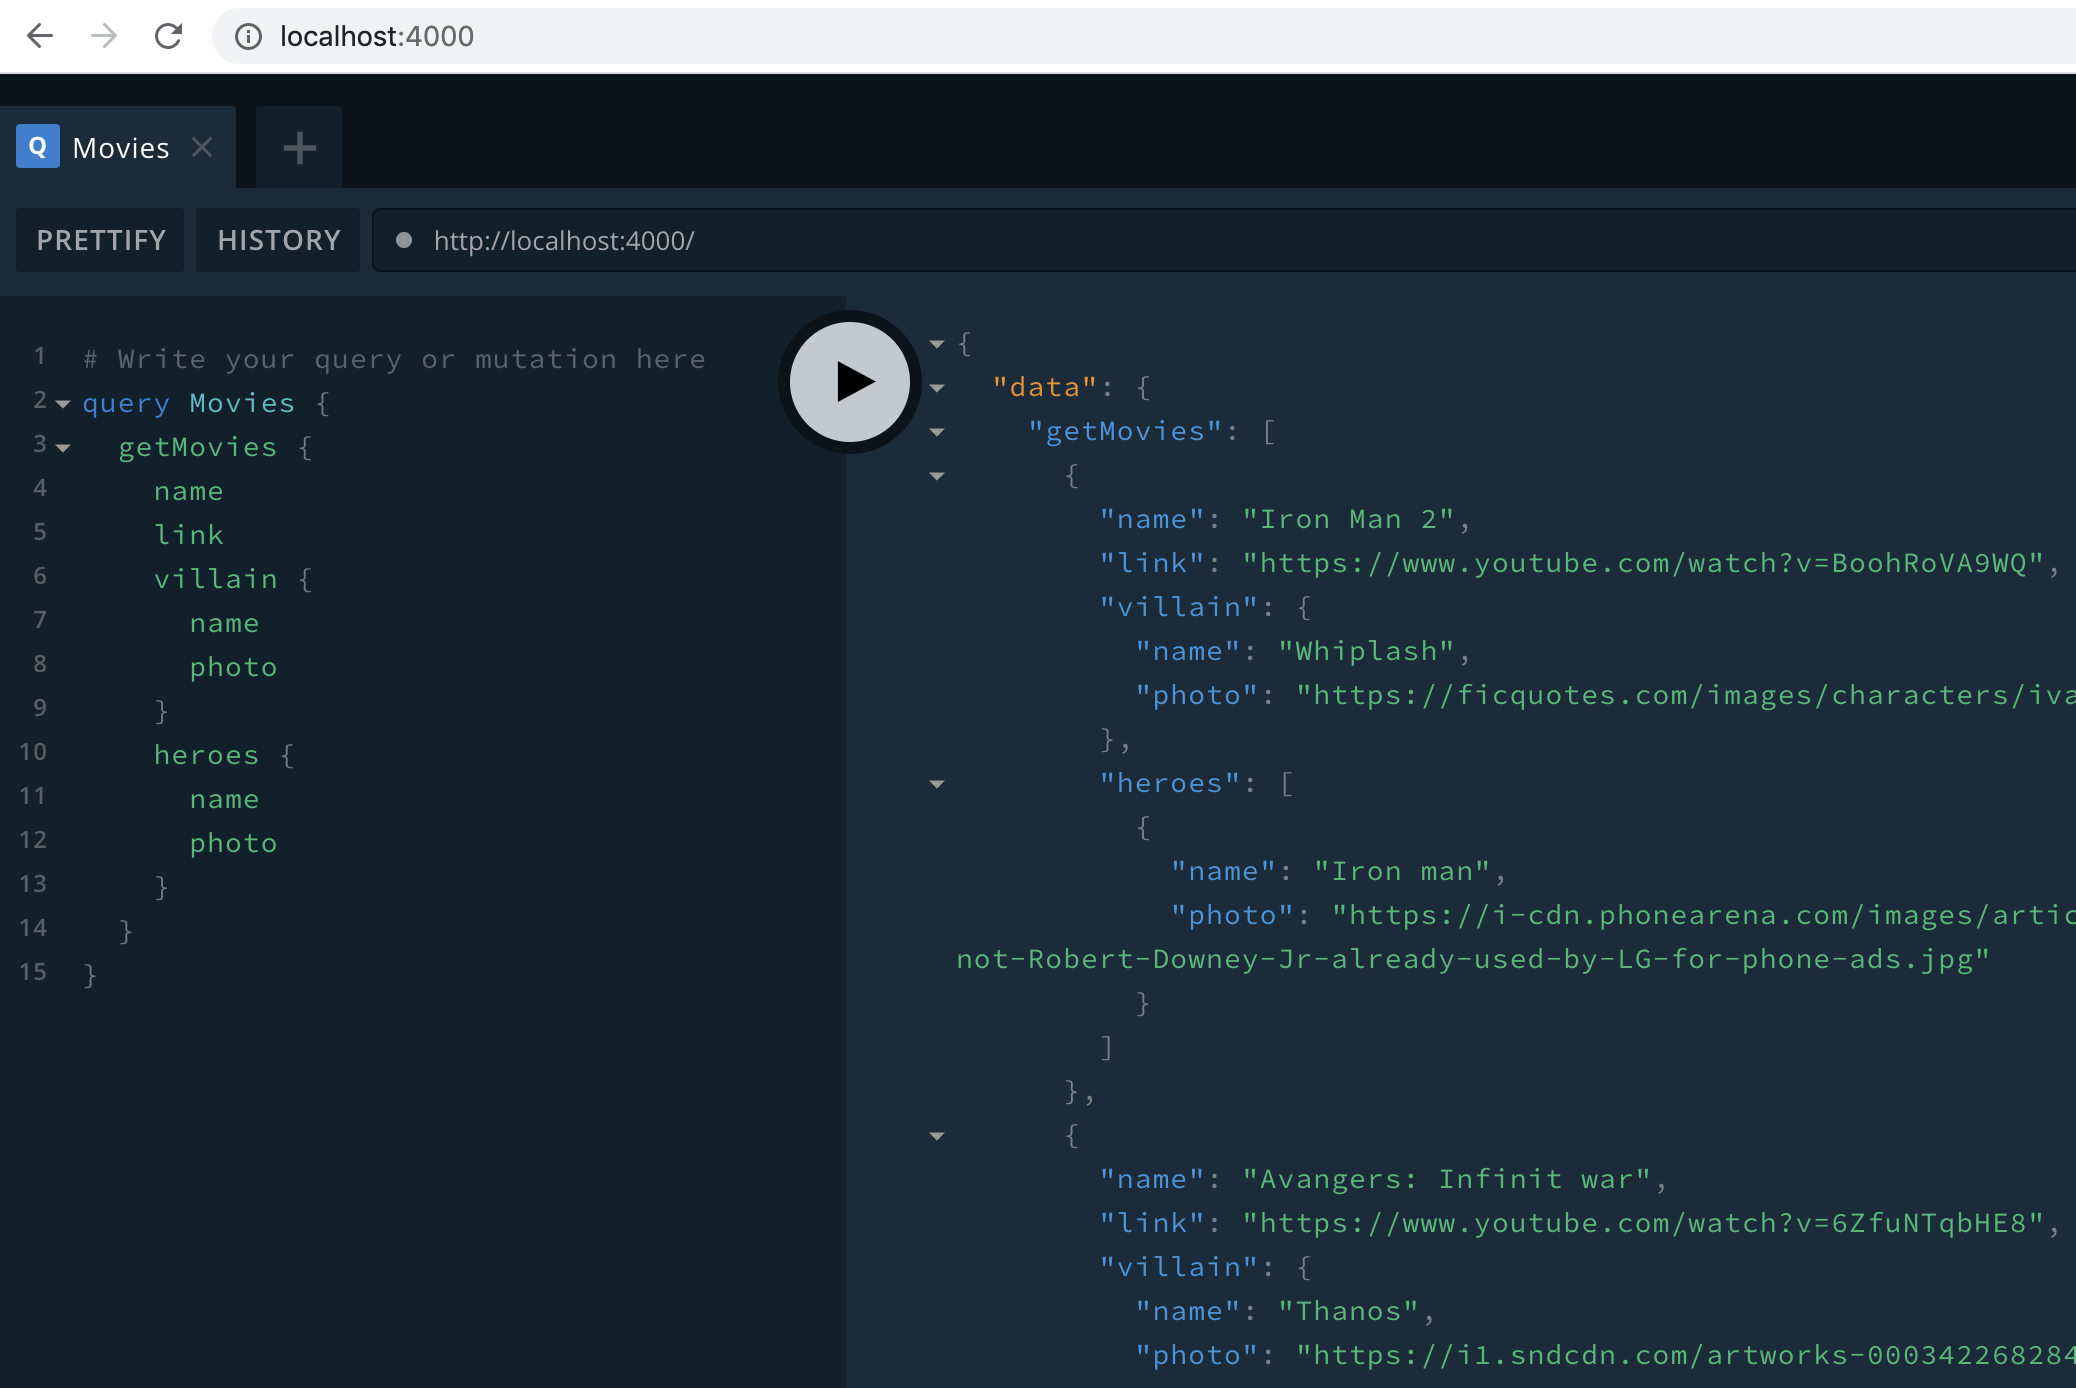 localhost:4000
Q Movies
PRETTIFY HISTORY http://localhost:4000/
1 # Write your query or mutation here
2 query Movies {
3 getMovies {
4 name
5 link
6 villain {
7 name
8 photo
9 }
10 heroes {
11 name
12 photo
13 }
14 }
15 }
{
"data": {
"getMovies": [
{
"name": "Iron Man 2",
"link": "https://www.youtube.com/watch?v=BoohRoVA9WQ",
"villain": {
"name": "Whiplash",
"photo": "https://ficquotes.com/images/characters/iva
},
"heroes": [
{
"name": "Iron man",
"photo": "https://i-cdn.phonearena.com/images/artic
not-Robert-Downey-Jr-already-used-by-LG-for-phone-ads.jpg"
}
]
},
{
"name": "Avangers: Infinit war",
"link": "https://www.youtube.com/watch?v=6ZfuNTqbHE8",
"villain": {
"name": "Thanos",
"photo": "https://i1.sndcdn.com/artworks-000342268284